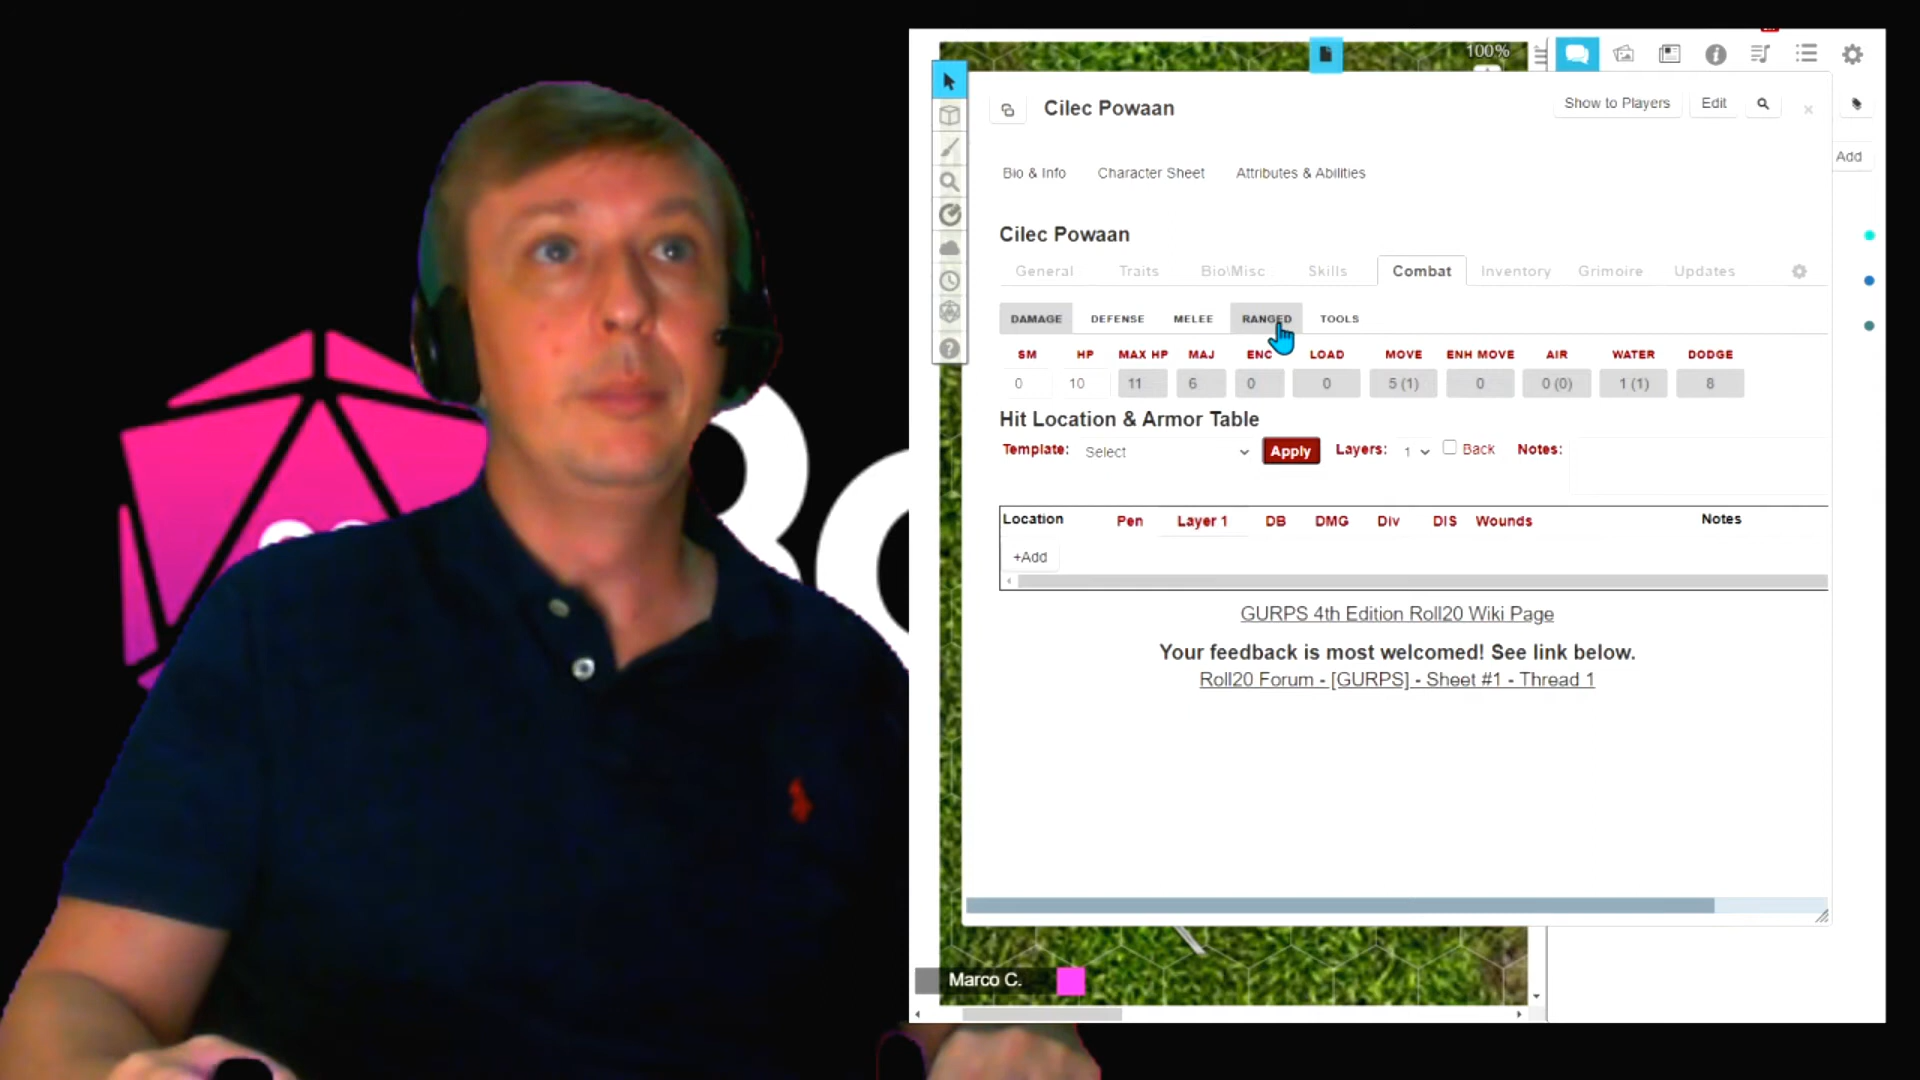 100%
Cilec Powaan
Show to Players
Edit
Add
Bio & Info Character Sheet Attributes & Abilities
Cilec Powaan
General Traits Bio\Misc Skills Combat Inventory Grimoire Updates
DAMAGE DEFENSE MELEE RANGED TOOLS
SM HP MAX HP MAJ ENC LOAD MOVE ENH MOVE AIR WATER DODGE
0 10 11 6 0 0 5 (1) 0 0 (0) 1 (1) 8
Hit Location & Armor Table
Template: Select Apply Layers: 1 Back Notes:
Location Pen Layer 1 DB DMG Div DIS Wounds Notes
+Add
GURPS 4th Edition Roll20 Wiki Page
Your feedback is most welcomed! See link below.
Roll20 Forum - [GURPS] - Sheet #1 - Thread 1
Marco C.